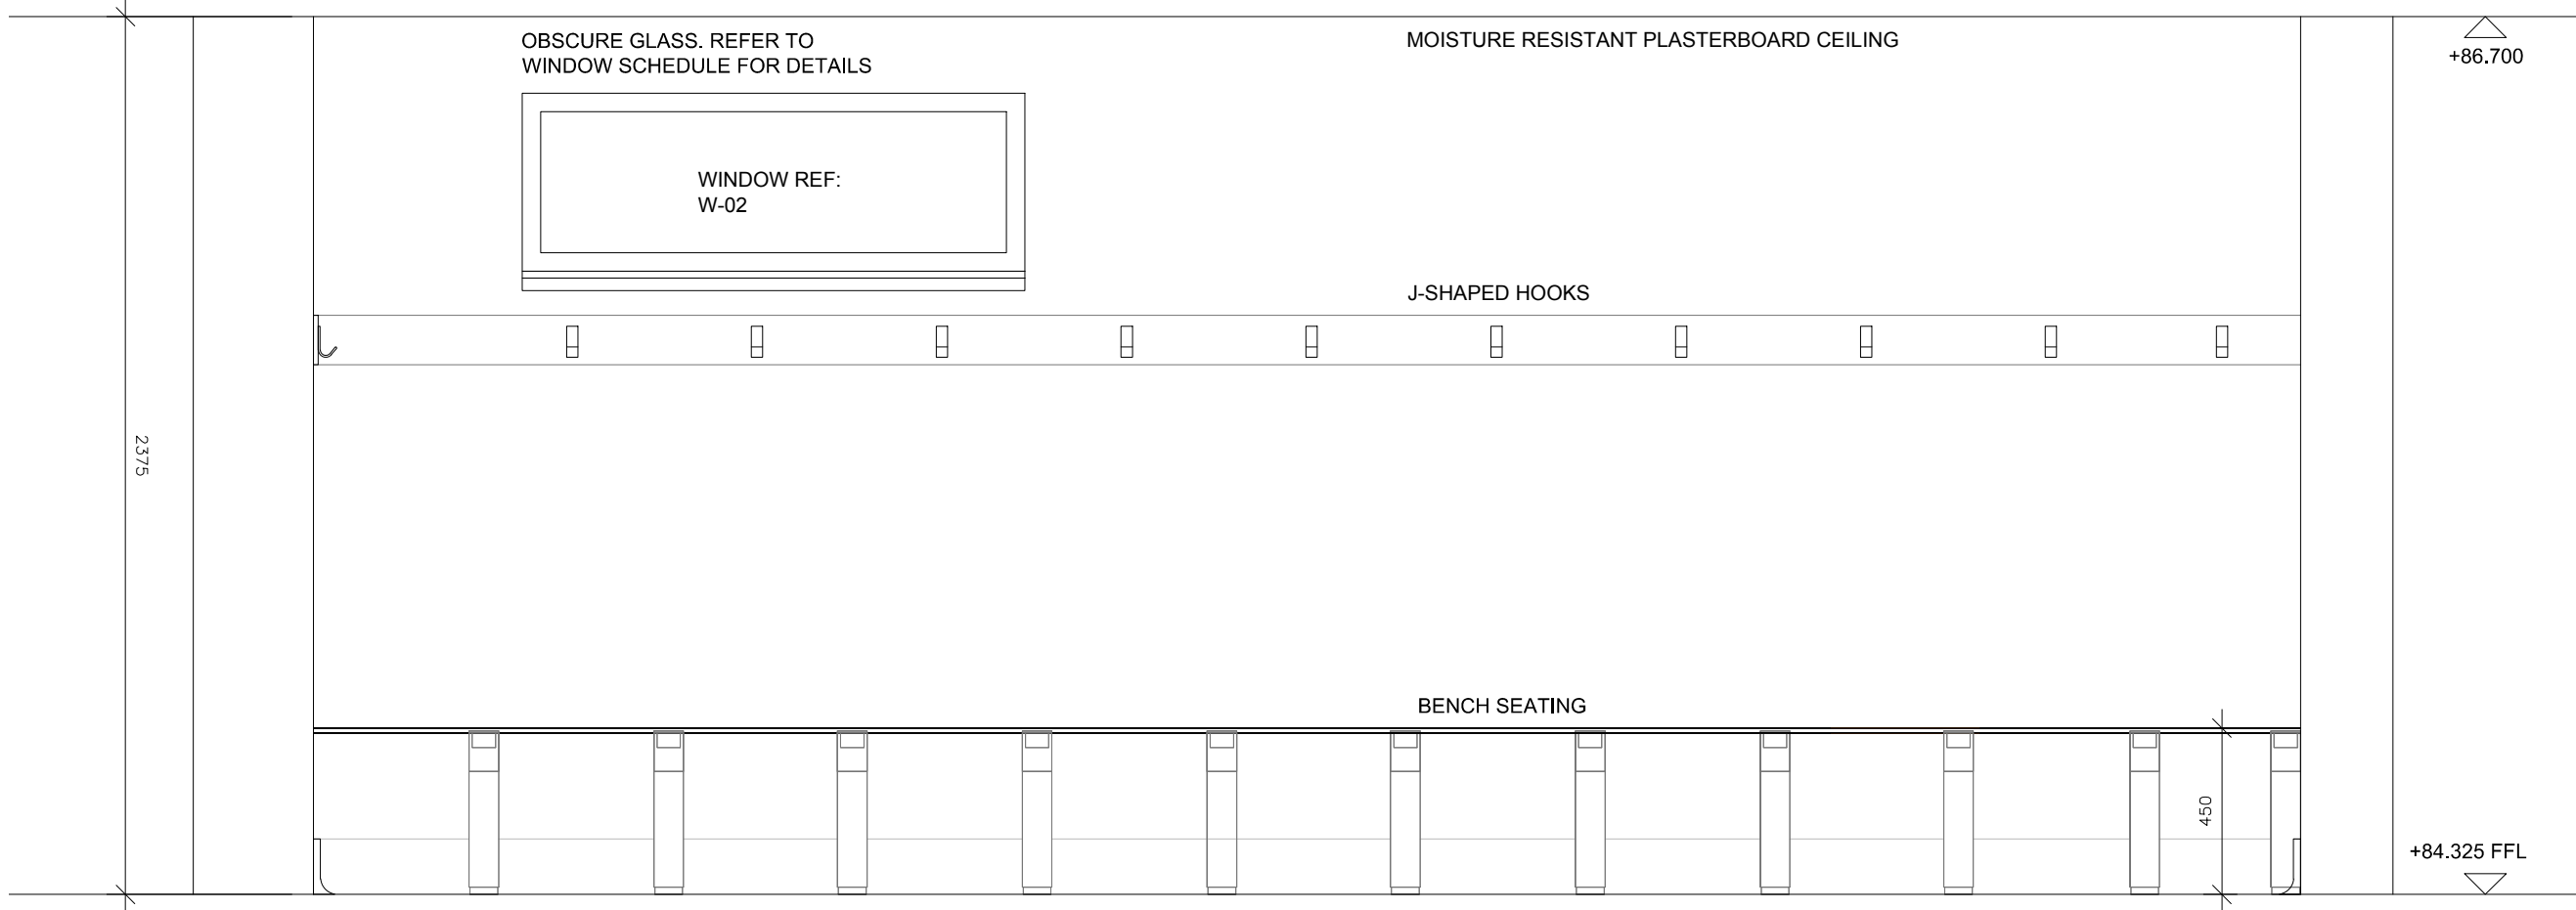 OBSCURE GLASS. REFER TO
WINDOW SCHEDULE FOR DETAILS
MOISTURE RESISTANT PLASTERBOARD CEILING
+86.700
WINDOW REF:
W-02
J-SHAPED HOOKS
2375
BENCH SEATING
450
+84.325 FFL